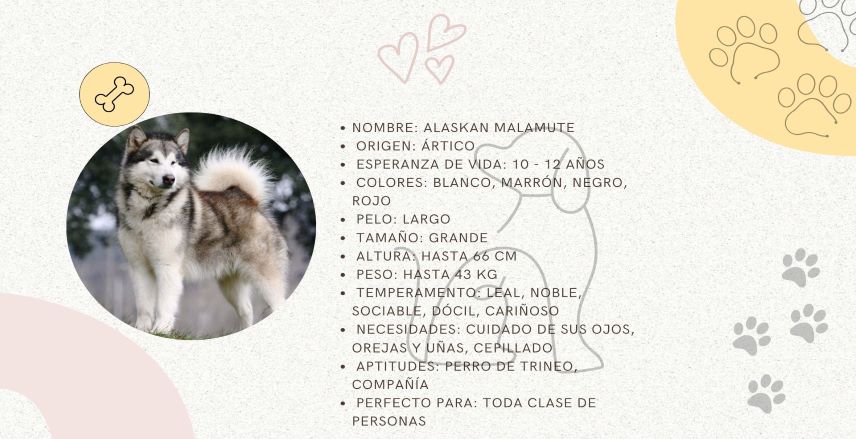 NOMBRE: ALASKAN MALAMUTE
ORIGEN: ÁRTICO
ESPERANZA DE VIDA: 10 - 12 AÑOS
COLORES: BLANCO, MARRÓN, NEGRO,
ROJO
PELO: LARGO
TAMAÑO: GRANDE
ALTURA: HASTA 66 CM
PESO: HASTA 43 KG
TEMPERAMENTO: LEAL, NOBLE,
SOCIABLE, DÓCIL, CARIÑOSO
NECESIDADES: CUIDADO DE SUS OJOS,
OREJAS Y UÑAS, CEPILLADO
APTITUDES: PERRO DE TRINEO,
COMPAÑÍA
PERFECTO PARA: TODA CLASE DE
PERSONAS